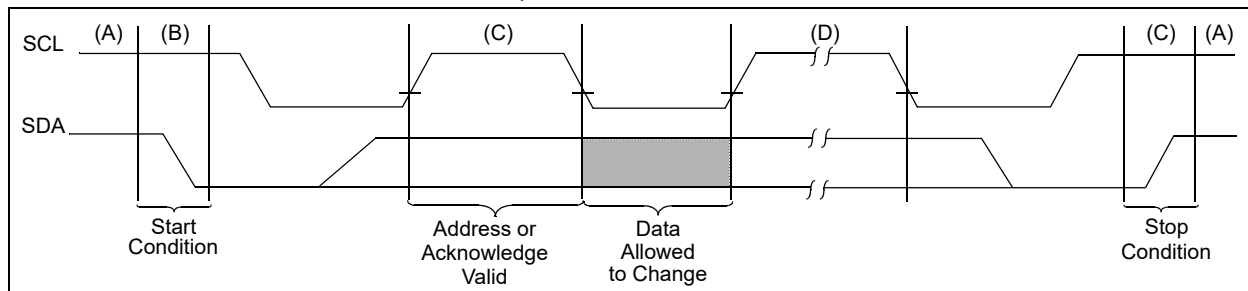 (A) (B) (C) (D) (C) (A)
SCL
SDA
Start
Condition
Address or
Acknowledge
Valid
Data
Allowed
to Change
Stop
Condition